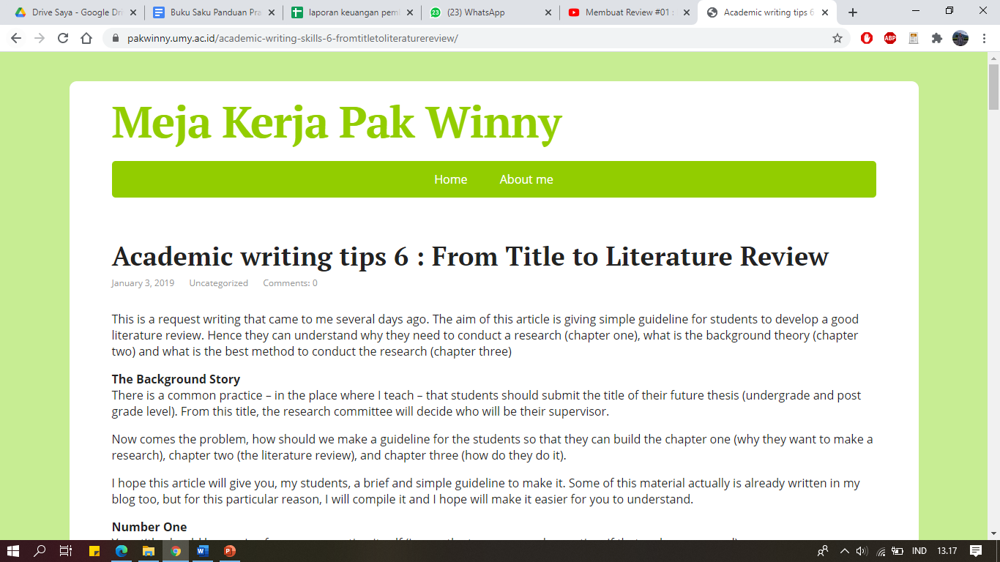 Drive Saya - Google Dri
Buku Saku Panduan Pra
laporan keuangan pemb
(23) WhatsApp
Membuat Review #01 :
Academic writing tips 6
pakwinny.umy.ac.id/academic-writing-skills-6-fromtitletoliteraturereview/
ABP
Meja Kerja Pak Winny
Home About me
Academic writing tips 6 : From Title to Literature Review
January 3, 2019 Uncategorized Comments: 0
This is a request writing that came to me several days ago. The aim of this article is giving simple guideline for students to develop a good
literature review. Hence they can understand why they need to conduct a research (chapter one), what is the background theory (chapter
two) and what is the best method to conduct the research (chapter three)
The Background Story
There is a common practice – in the place where I teach – that students should submit the title of their future thesis (undergrade and post
grade level). From this title, the research committee will decide who will be their supervisor.
Now comes the problem, how should we make a guideline for the students so that they can build the chapter one (why they want to make a
research), chapter two (the literature review), and chapter three (how do they do it).
I hope this article will give you, my students, a brief and simple guideline to make it. Some of this material actually is already written in my
blog too, but for this particular reason, I will compile it and I hope will make it easier for you to understand.
Number One
IND 13.17